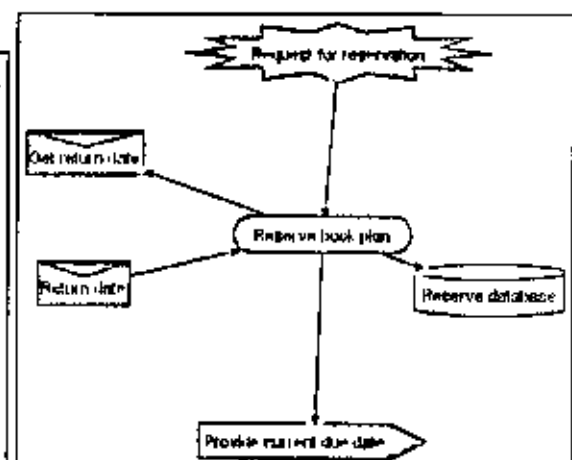 Request for reservation
Get return date
Reserve book plan
Return date
Reserve database
Provide current due date